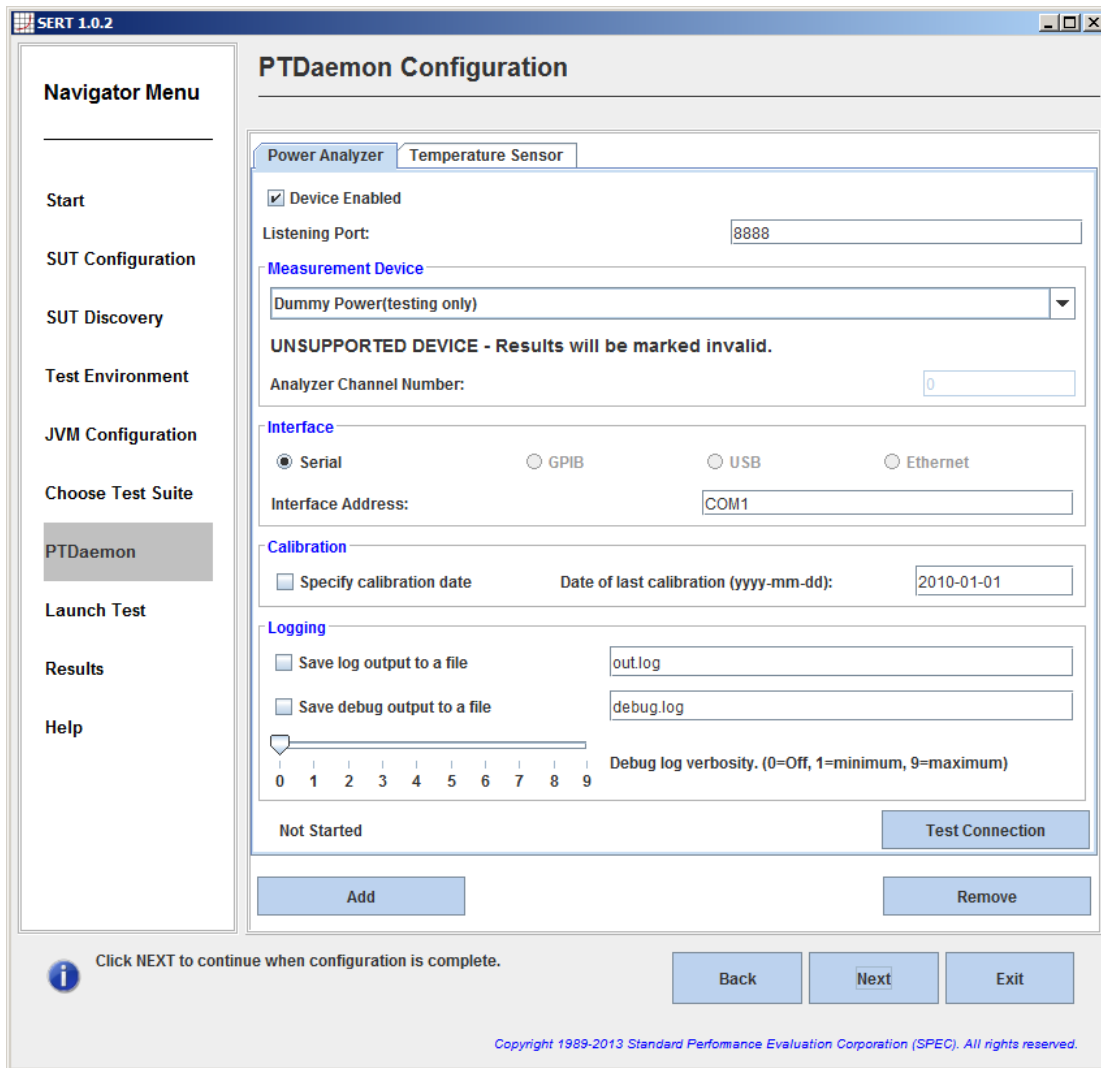 SERT 1.0.2
Navigator Menu
Start
SUT Configuration
SUT Discovery
Test Environment
JVM Configuration
Choose Test Suite
PTDaemon
Launch Test
Results
Help
PTDaemon Configuration
Power Analyzer Temperature Sensor
Device Enabled
Listening Port: 8888
Measurement Device
Dummy Power(testing only)
UNSUPPORTED DEVICE - Results will be marked invalid.
Analyzer Channel Number: 0
Interface
Serial GPIB USB Ethernet
Interface Address: COM1
Calibration
Specify calibration date Date of last calibration (yyyy-mm-dd): 2010-01-01
Logging
Save log output to a file out.log
Save debug output to a file debug.log
0 1 2 3 4 5 6 7 8 9 Debug log verbosity. (0=Off, 1=minimum, 9=maximum)
Not Started Test Connection
Add Remove
Click NEXT to continue when configuration is complete.
Back Next Exit
Copyright 1989-2013 Standard Performance Evaluation Corporation (SPEC). All rights reserved.